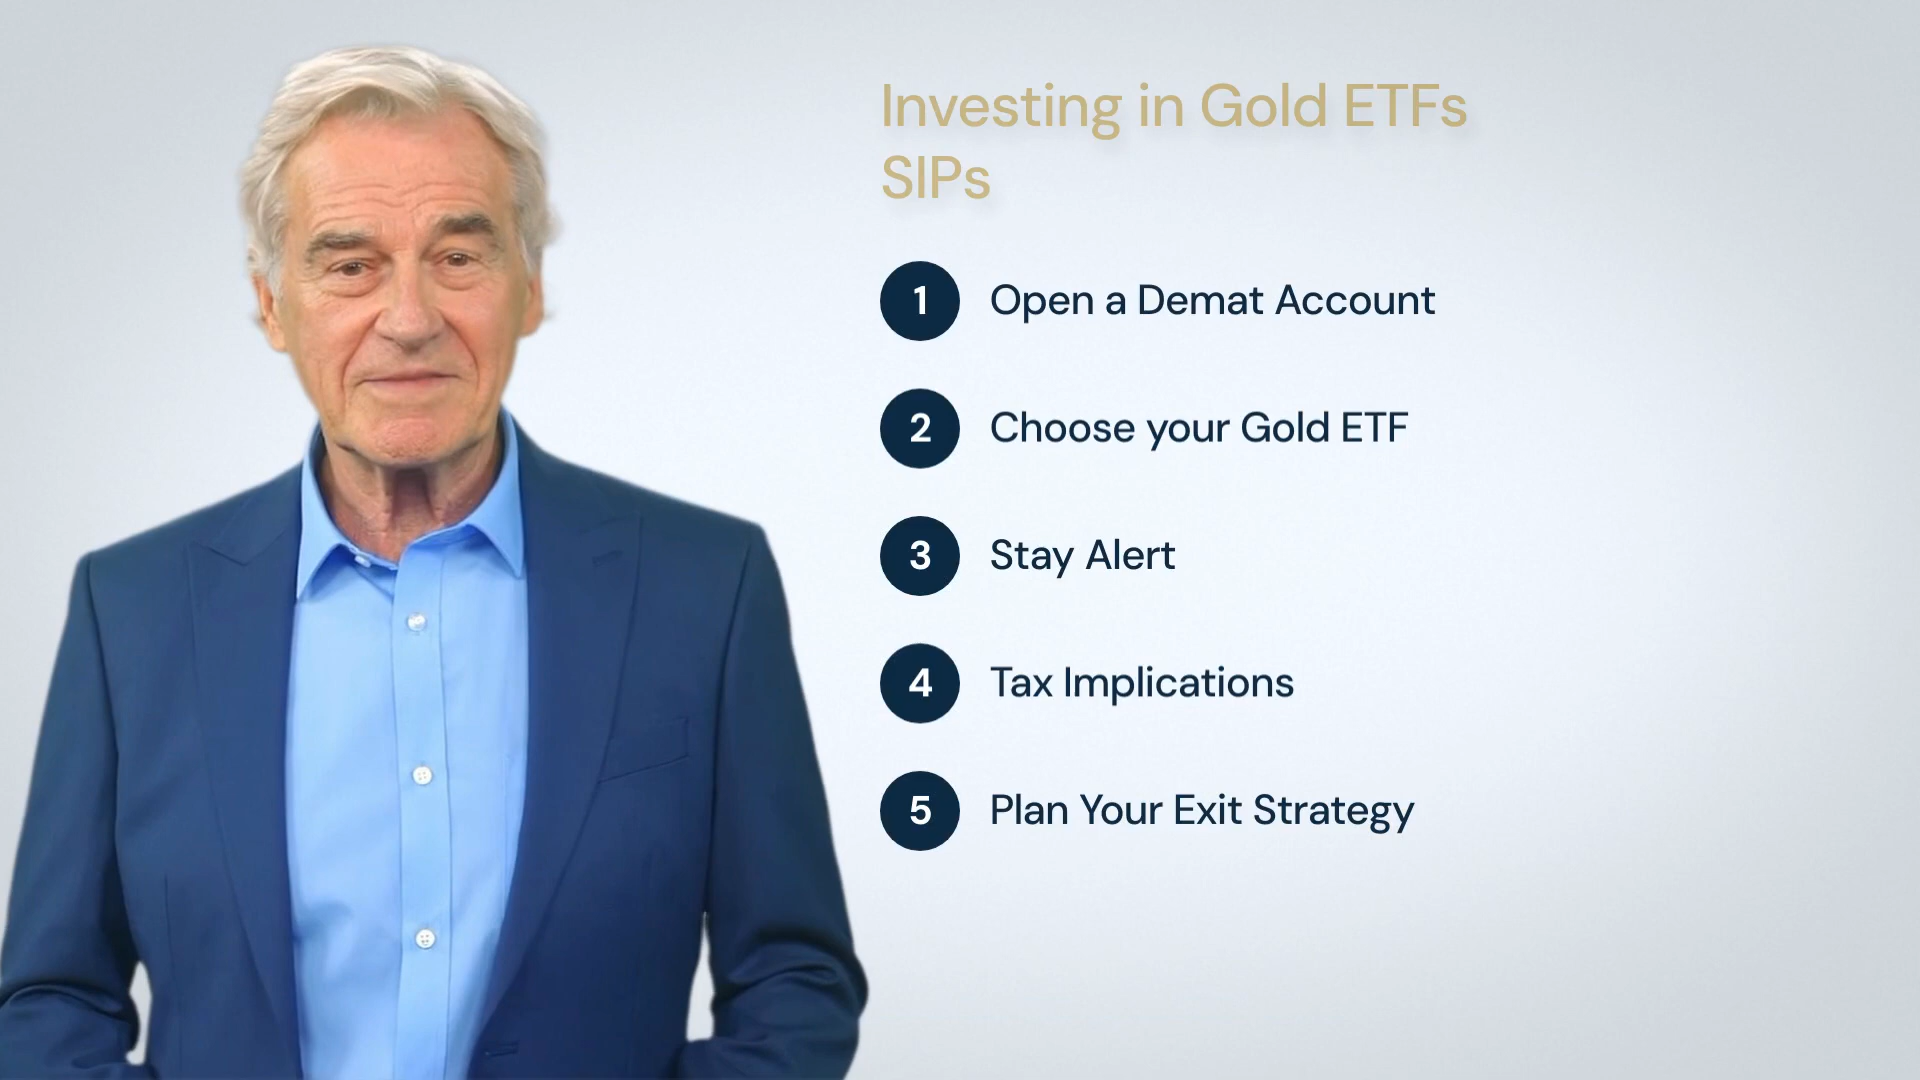 Investing in Gold ETFs
SIPs
1 Open a Demat Account
2 Choose your Gold ETF
3 Stay Alert
4 Tax Implications
5 Plan Your Exit Strategy